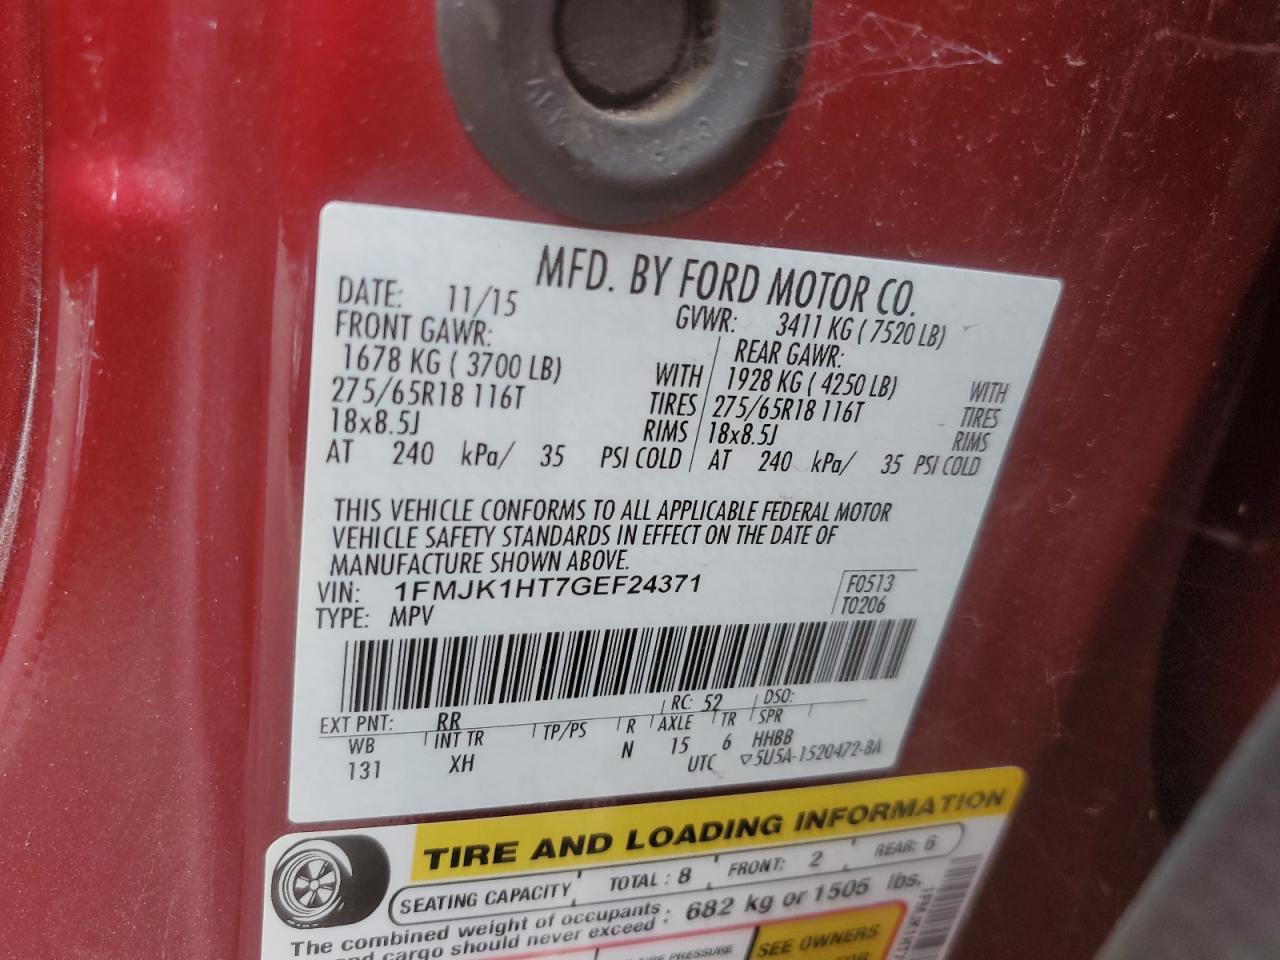 MFD. BY FORD MOTOR CO.
DATE: 11/15 GVWR: 3411 KG ( 7520 LB)
FRONT GAWR: REAR GAWR:
1678 KG ( 3700 LB) WITH 1928 KG ( 4250 LB) WITH
275/65R18 116T TIRES 275/65R18 116T TIRES
18x8.5J RIMS 18x8.5J RIMS
AT 240 kPa/ 35 PSI COLD AT 240 kPa/ 35 PSI COLD
THIS VEHICLE CONFORMS TO ALL APPLICABLE FEDERAL MOTOR
VEHICLE SAFETY STANDARDS IN EFFECT ON THE DATE OF
MANUFACTURE SHOWN ABOVE.
VIN: 1FMJK1HT7GEF24371 F0513
TYPE: MPV T0206
EXT PNT: RR RC: 52 DSO:
WB INT TR TP/PS R AXLE TR SPR
131 XH N 15 6 HHBB
UTC ▽5U5A-1520472-BA
TIRE AND LOADING INFORMATION
SEATING CAPACITY TOTAL : 8 FRONT: 2 REAR: 6
The combined weight of occupants
and cargo should never exceed : 682 kg or 1505 lbs.
TIRE PRESSURE SEE OWNERS